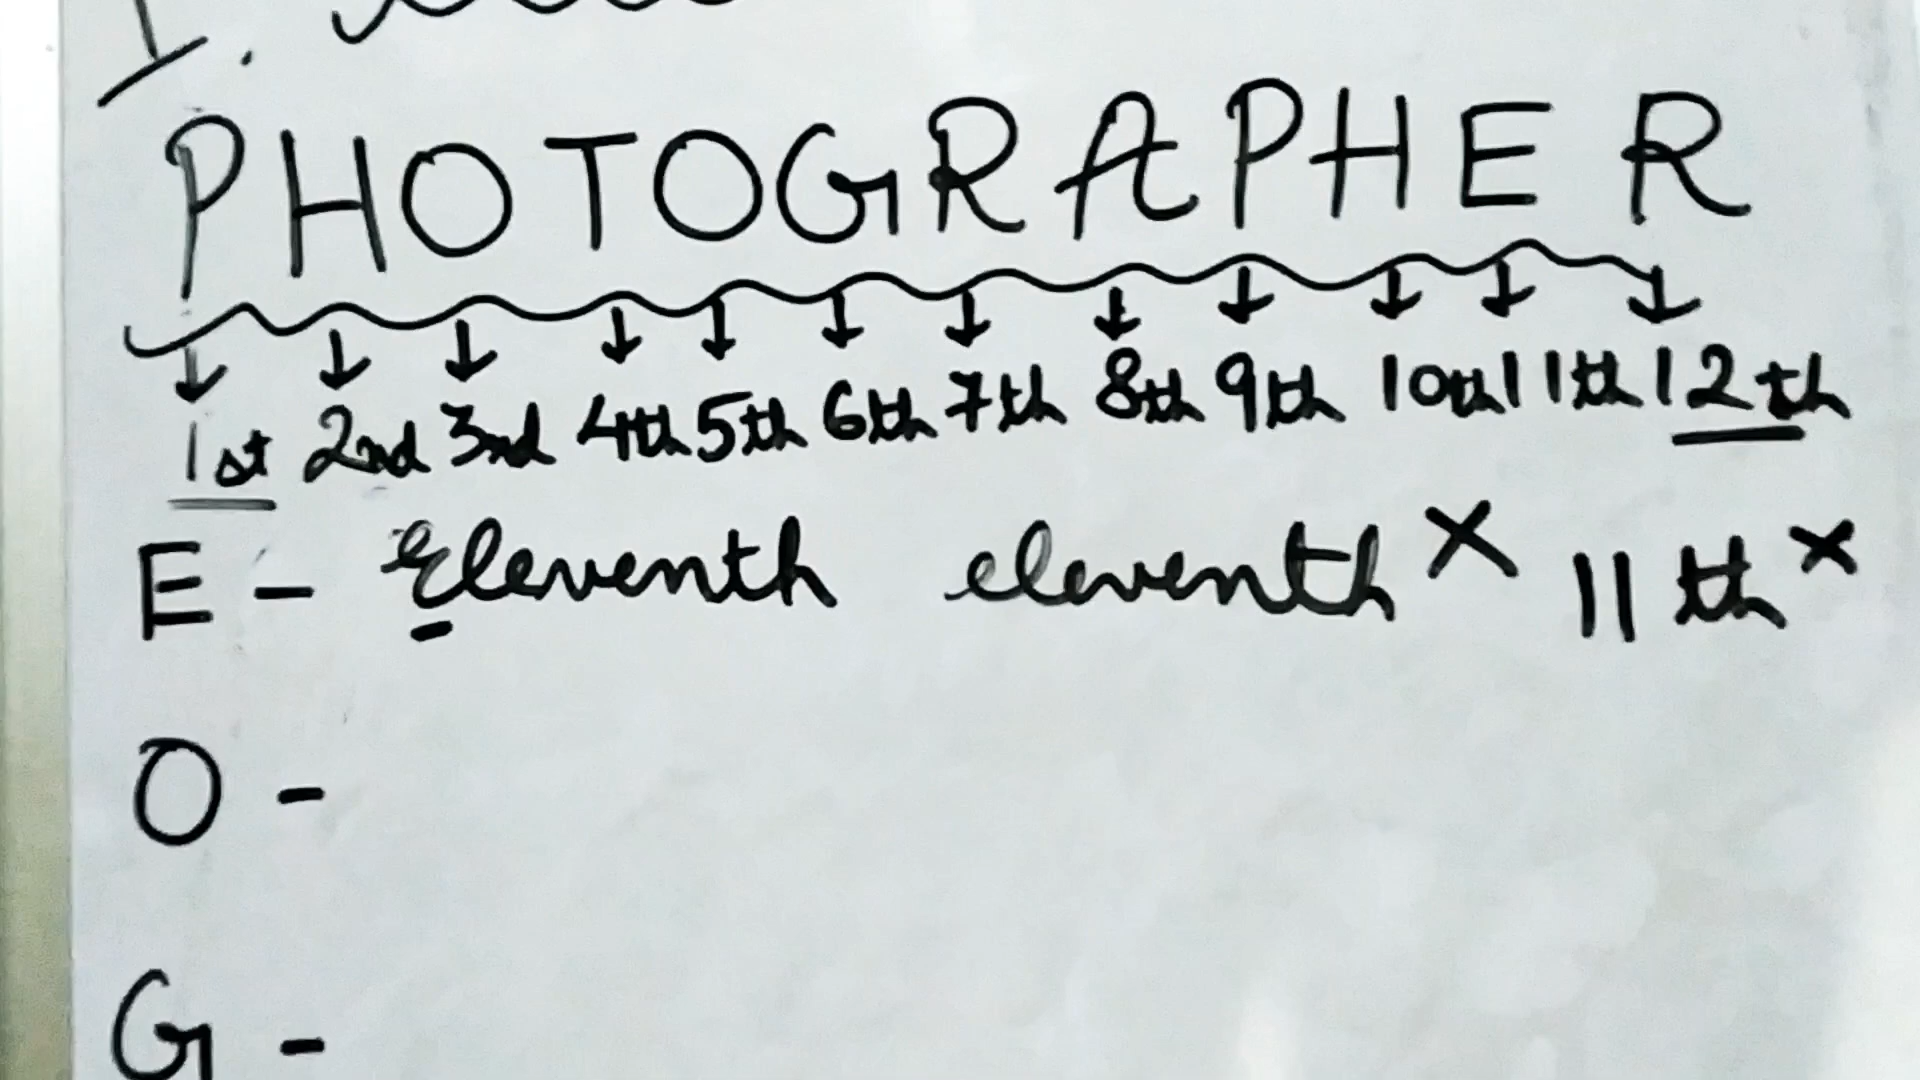 I.
PHOTOGRAPHER
1st 2nd 3rd 4th 5th 6th 7th 8th 9th 10th 11th 12th
E - Eleventh eleventh × 11th ×
O -
G -